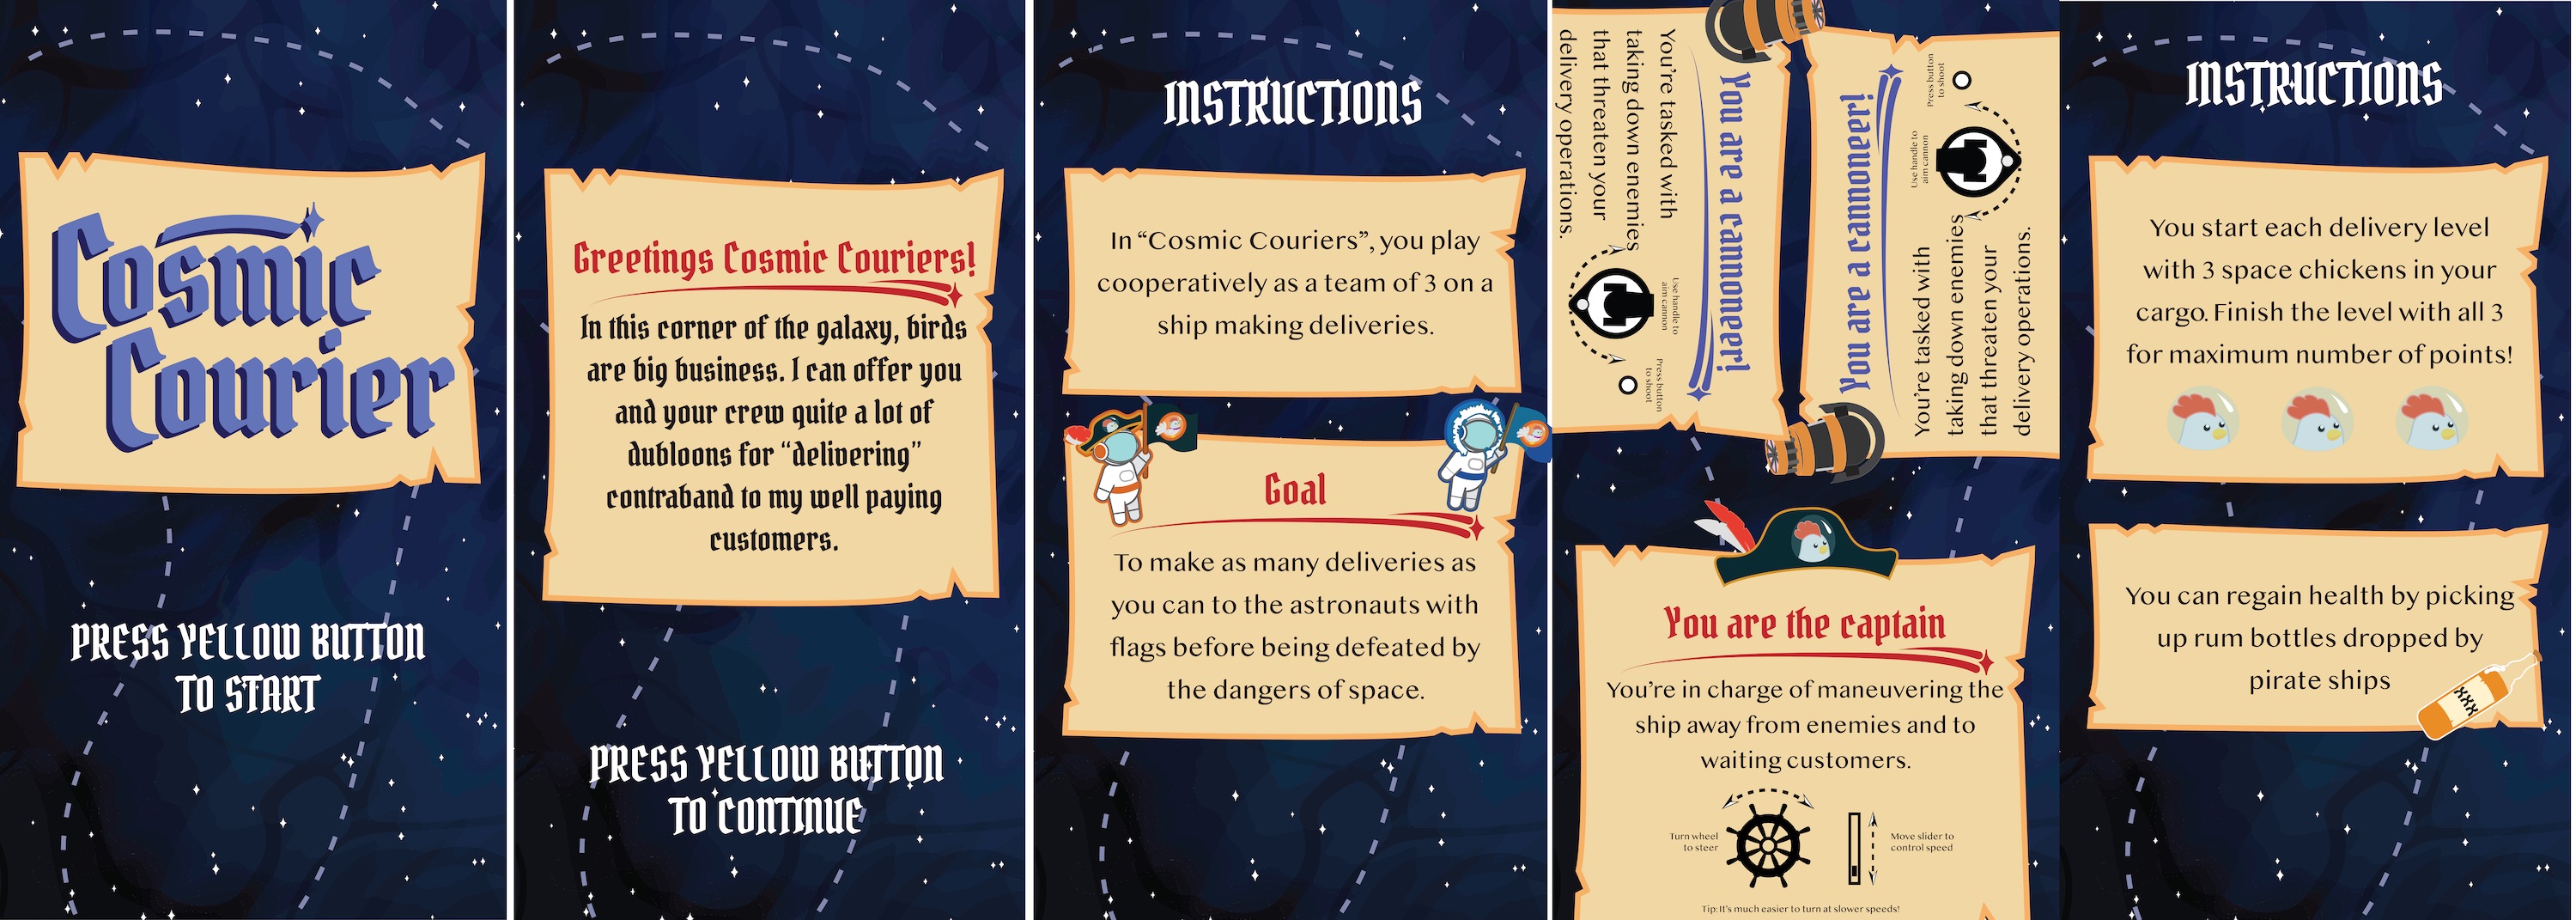 Cosmic
Courier
PRESS YELLOW BUTTON
TO START
Greetings Cosmic Couriers!
In this corner of the galaxy, birds
are big business. I can offer you
and your crew quite a lot of
dubloons for “delivering”
contraband to my well paying
customers.
PRESS YELLOW BUTTON
TO CONTINUE
INSTRUCTIONS
In “Cosmic Couriers”, you play
cooperatively as a team of 3 on a
ship making deliveries.
Goal
To make as many deliveries as
you can to the astronauts with
flags before being defeated by
the dangers of space.
You are a cannoneer!
You’re tasked with
taking down enemies
that threaten your
delivery operations.
Use handle to
aim cannon
Press button
to shoot
You are a cannoneer!
You’re tasked with
taking down enemies
that threaten your
delivery operations.
Use handle to
aim cannon
Press button
to shoot
You are the captain
You’re in charge of maneuvering the
ship away from enemies and to
waiting customers.
Turn wheel
to steer
Move slider to
control speed
Tip: It’s much easier to turn at slower speeds!
INSTRUCTIONS
You start each delivery level
with 3 space chickens in your
cargo. Finish the level with all 3
for maximum number of points!
You can regain health by picking
up rum bottles dropped by
pirate ships
XXX